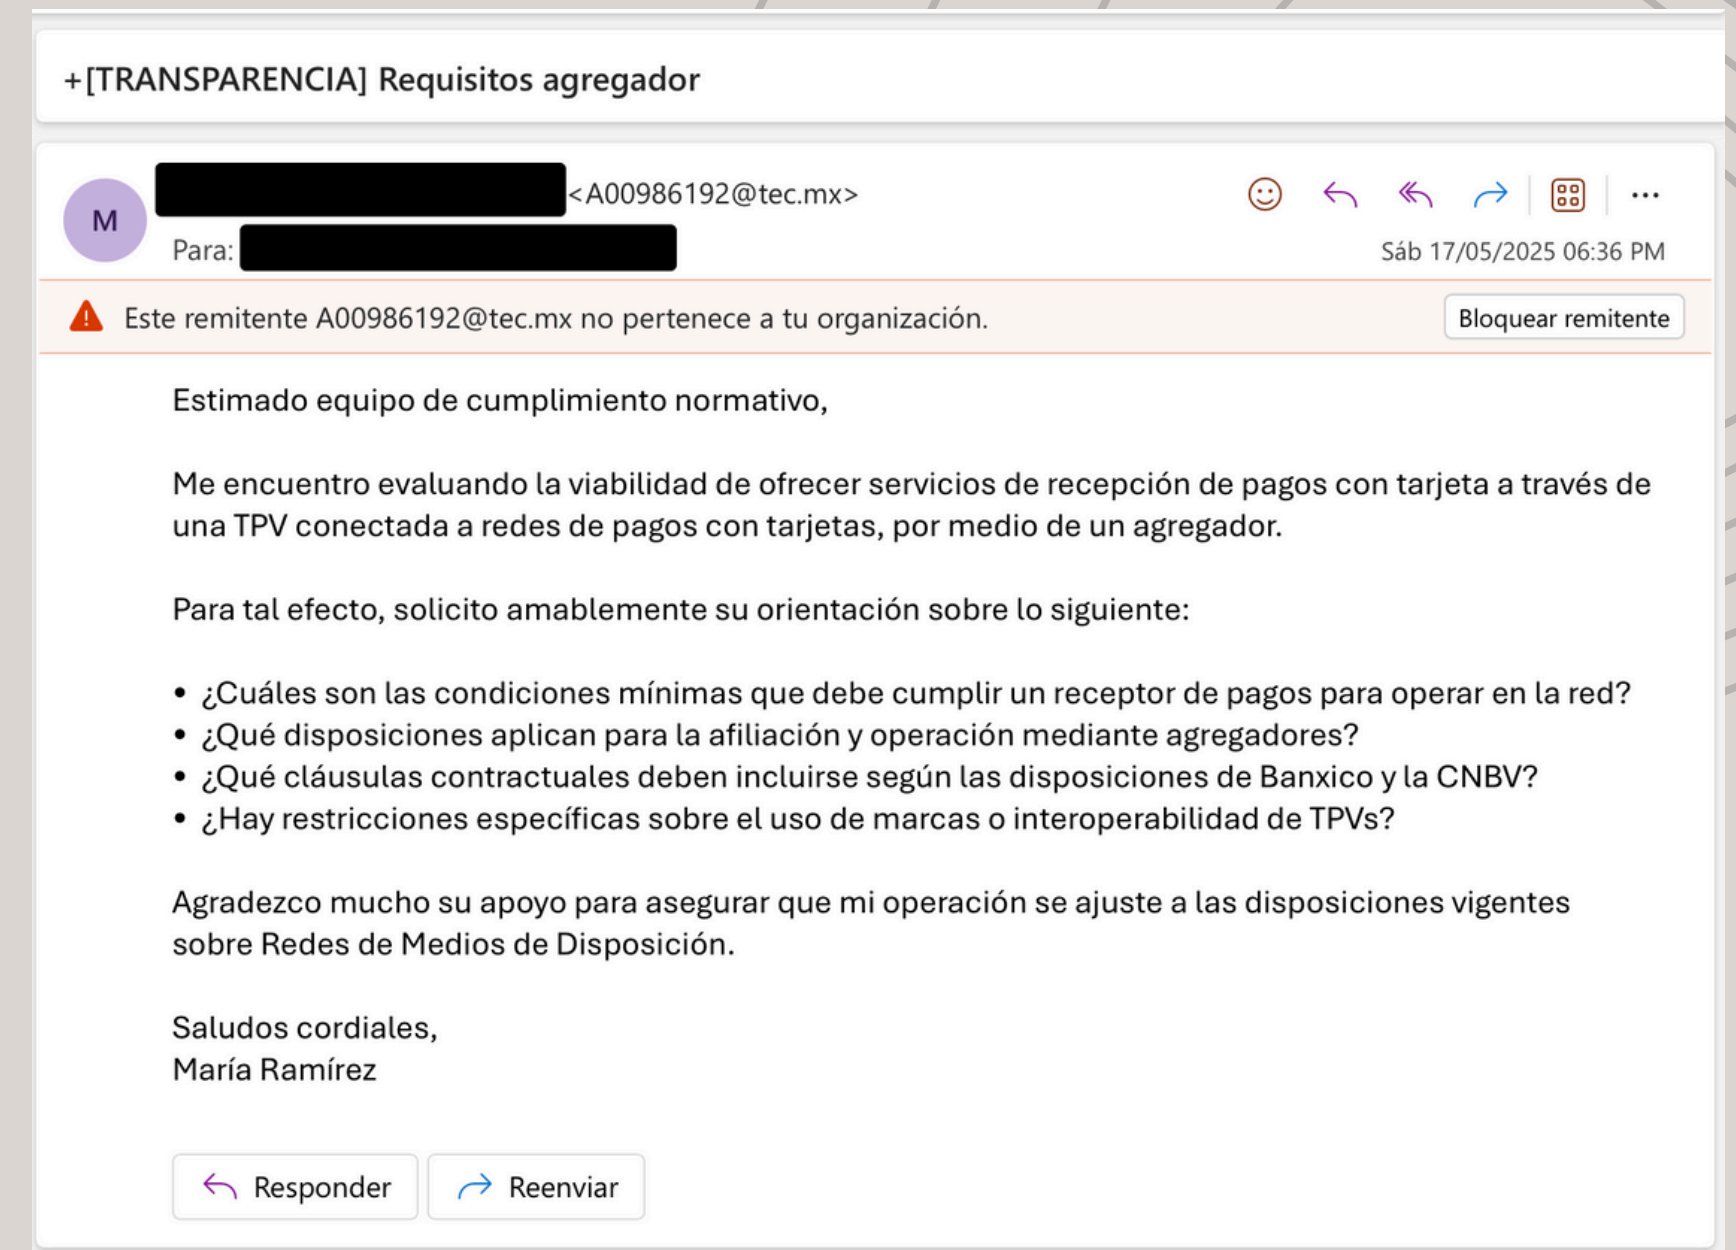 +[TRANSPARENCIA] Requisitos agregador
M
<A00986192@tec.mx>
Para:
Sáb 17/05/2025 06:36 PM
Este remitente A00986192@tec.mx no pertenece a tu organización.
Bloquear remitente
Estimado equipo de cumplimiento normativo,
Me encuentro evaluando la viabilidad de ofrecer servicios de recepción de pagos con tarjeta a través de
una TPV conectada a redes de pagos con tarjetas, por medio de un agregador.
Para tal efecto, solicito amablemente su orientación sobre lo siguiente:
• ¿Cuáles son las condiciones mínimas que debe cumplir un receptor de pagos para operar en la red?
• ¿Qué disposiciones aplican para la afiliación y operación mediante agregadores?
• ¿Qué cláusulas contractuales deben incluirse según las disposiciones de Banxico y la CNBV?
• ¿Hay restricciones específicas sobre el uso de marcas o interoperabilidad de TPVs?
Agradezco mucho su apoyo para asegurar que mi operación se ajuste a las disposiciones vigentes
sobre Redes de Medios de Disposición.
Saludos cordiales,
María Ramírez
Responder
Reenviar